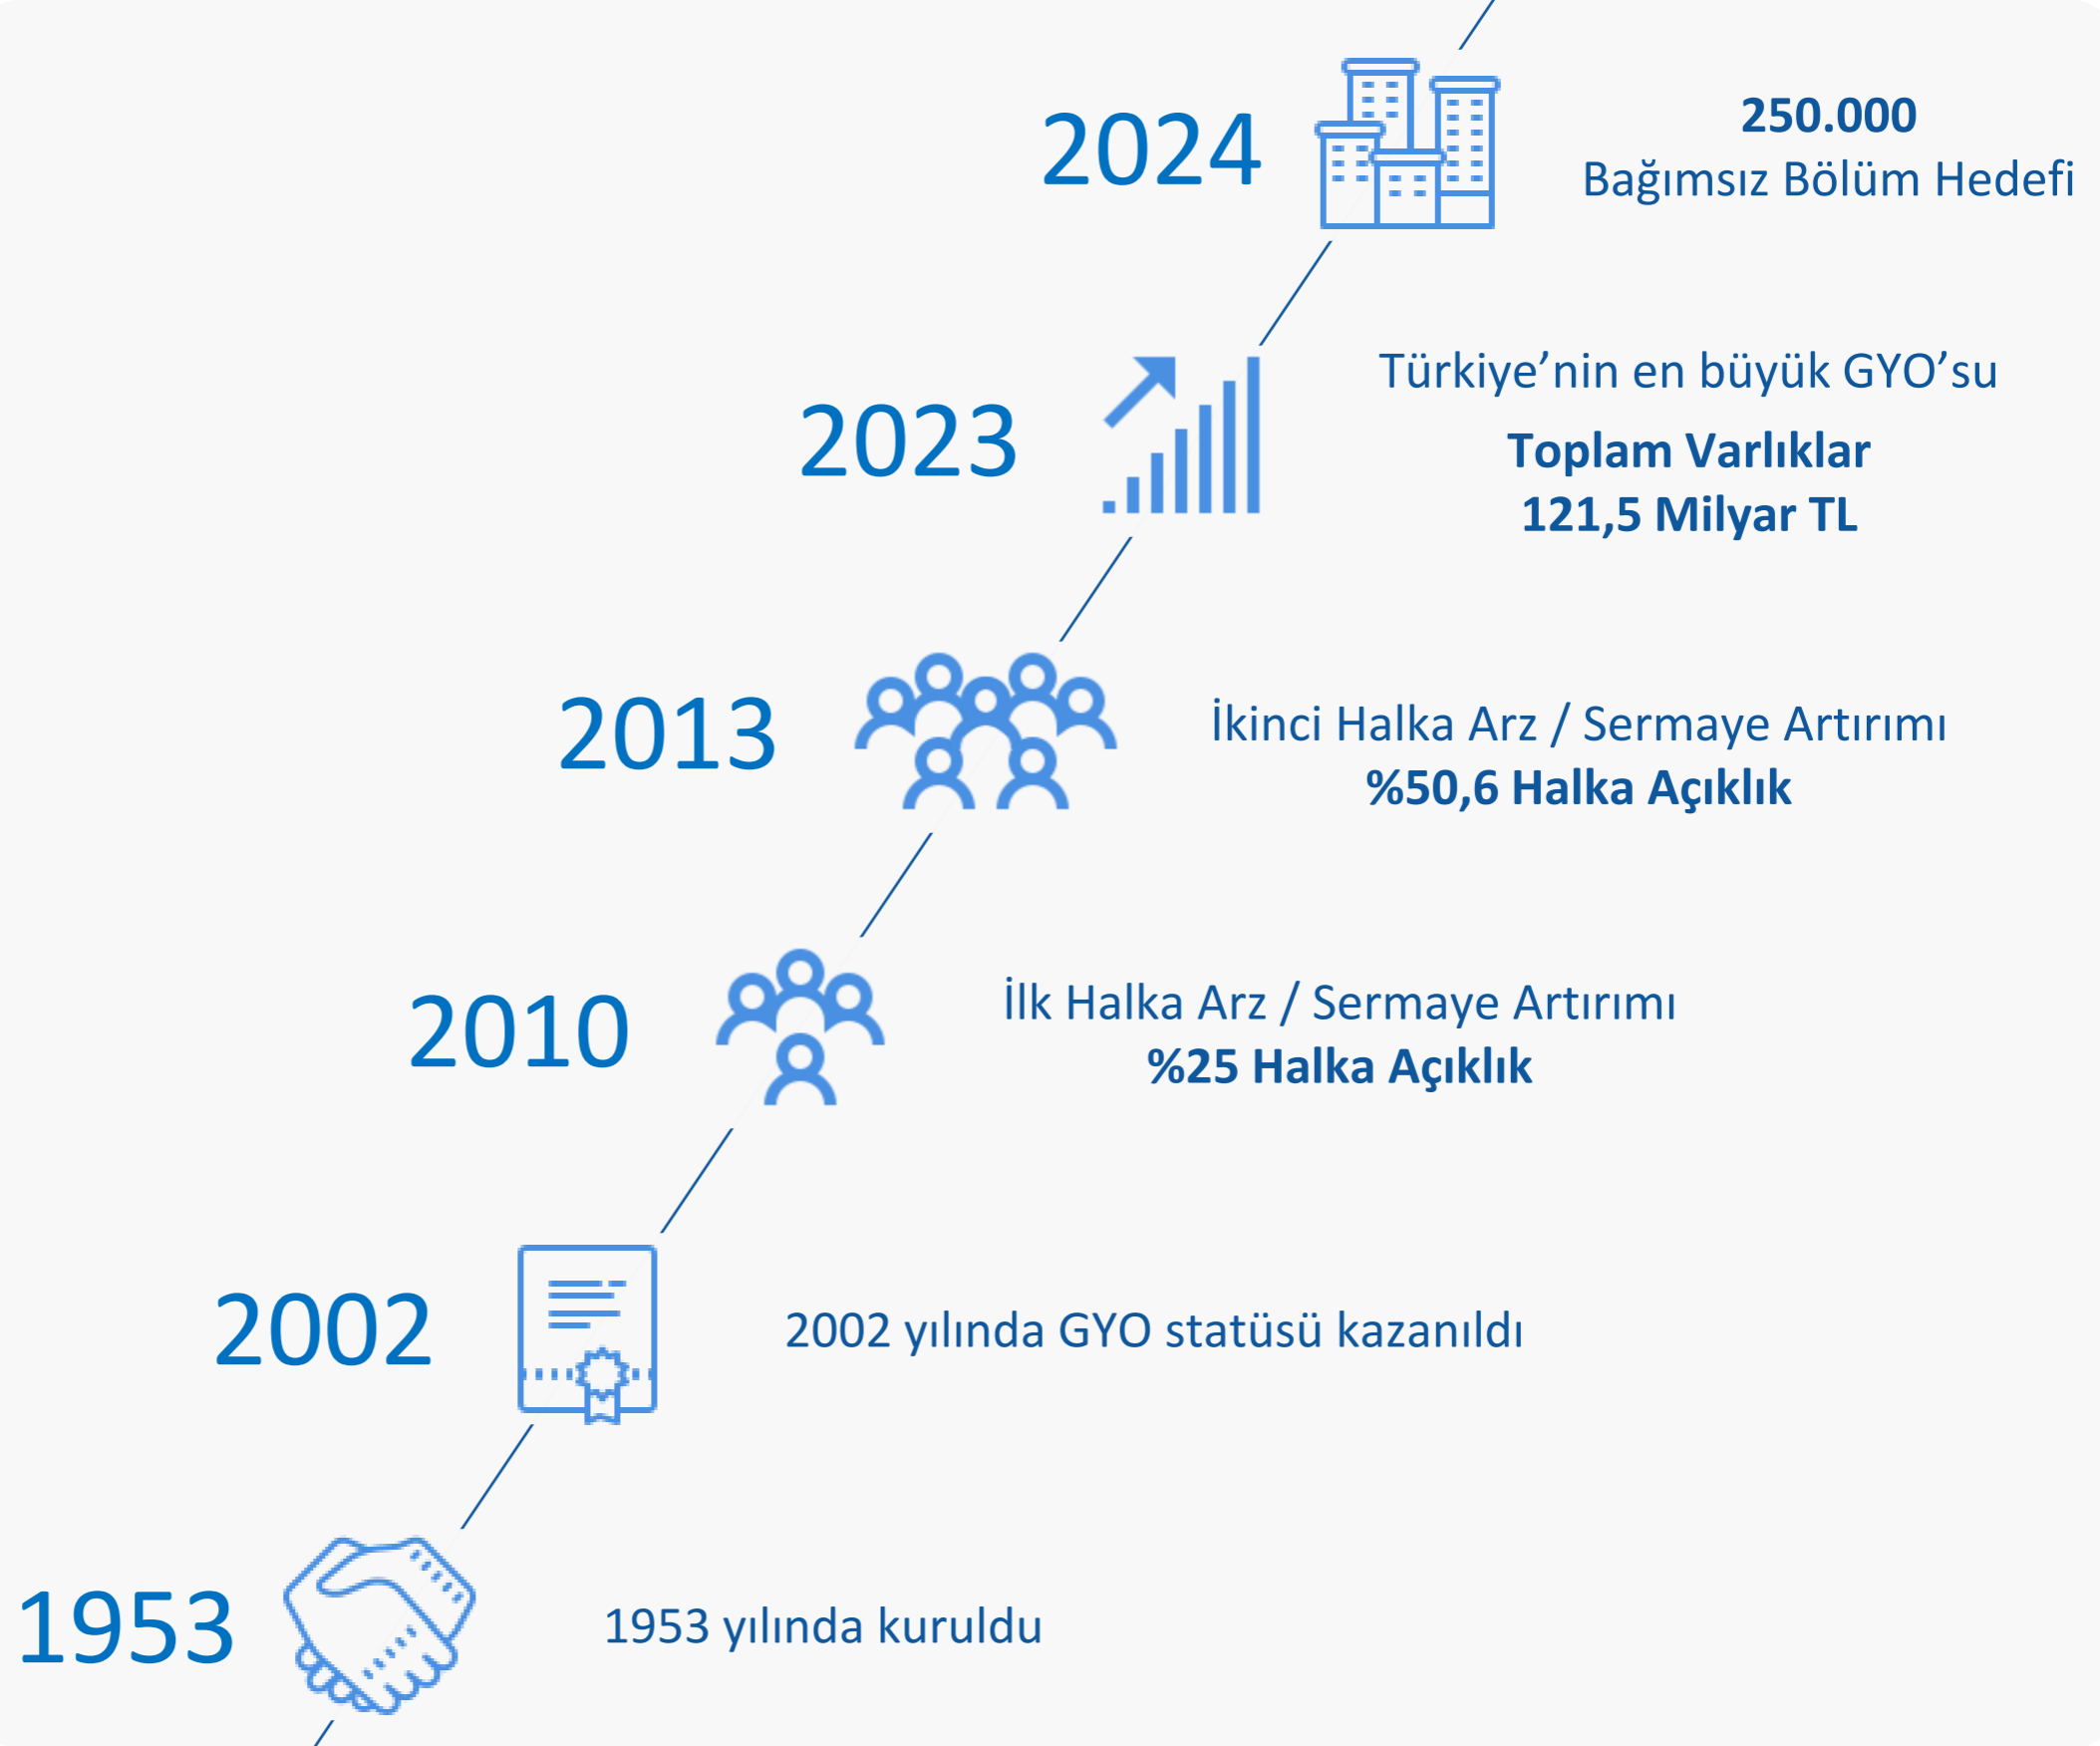 2024
250.000
Bağımsız Bölüm Hedefi
2023
Türkiye’nin en büyük GYO’su
Toplam Varlıklar
121,5 Milyar TL
2013
İkinci Halka Arz / Sermaye Artırımı
%50,6 Halka Açıklık
2010
İlk Halka Arz / Sermaye Artırımı
%25 Halka Açıklık
2002
2002 yılında GYO statüsü kazanıldı
1953
1953 yılında kuruldu